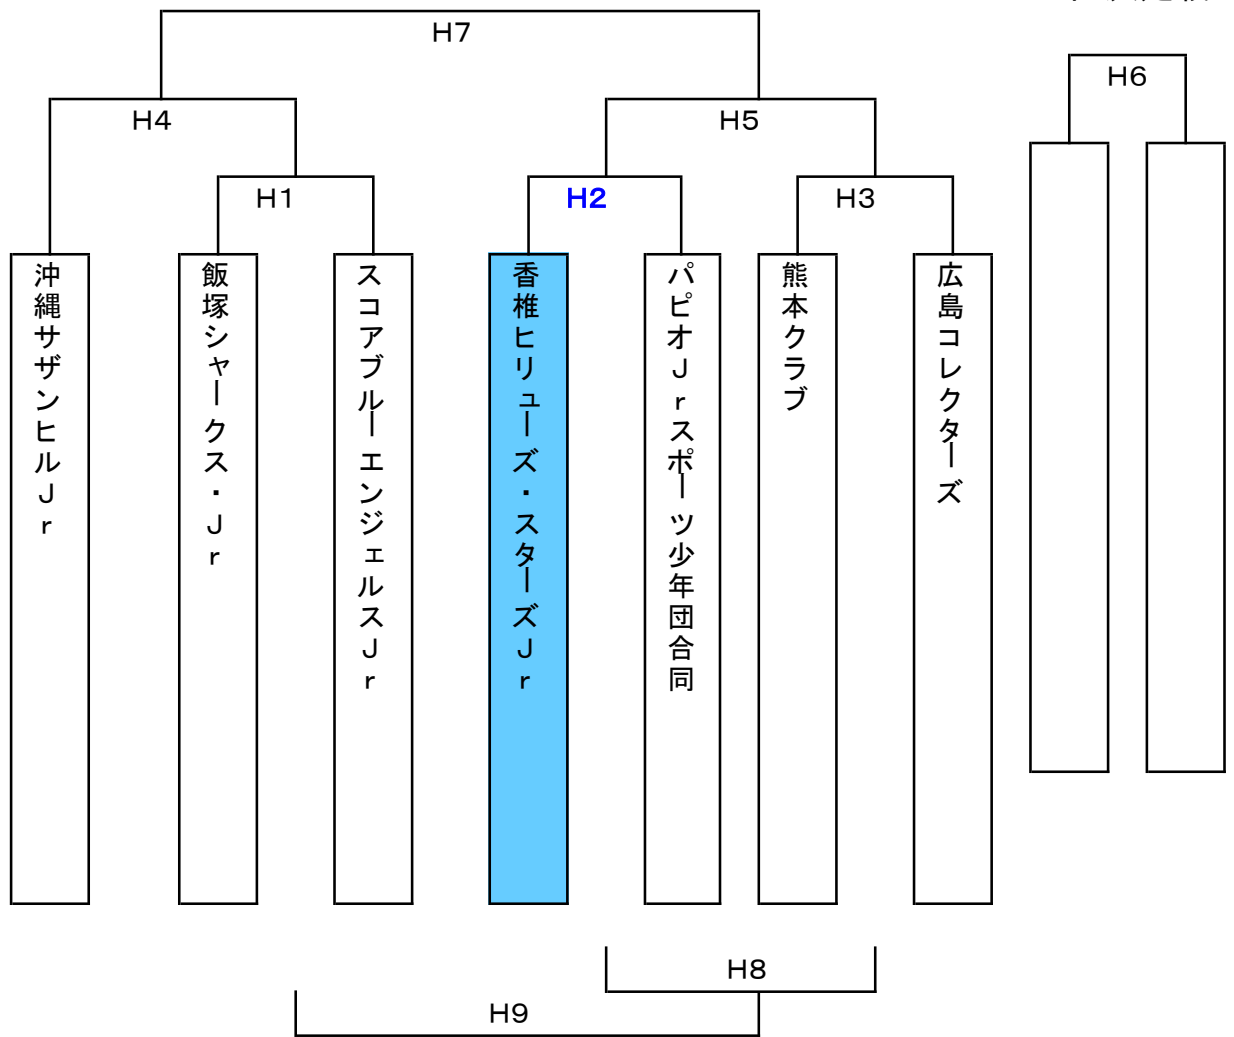 H7
H6
H4
H5
H1
H2
H3
沖縄サザンヒルJr
飯塚シャークス・Jr
スコアブルーエンジェルスJr
香椎ヒリューズ・スターズJr
パピオJrスポーツ少年団合同
熊本クラブ
広島コレクターズ
H8
H9